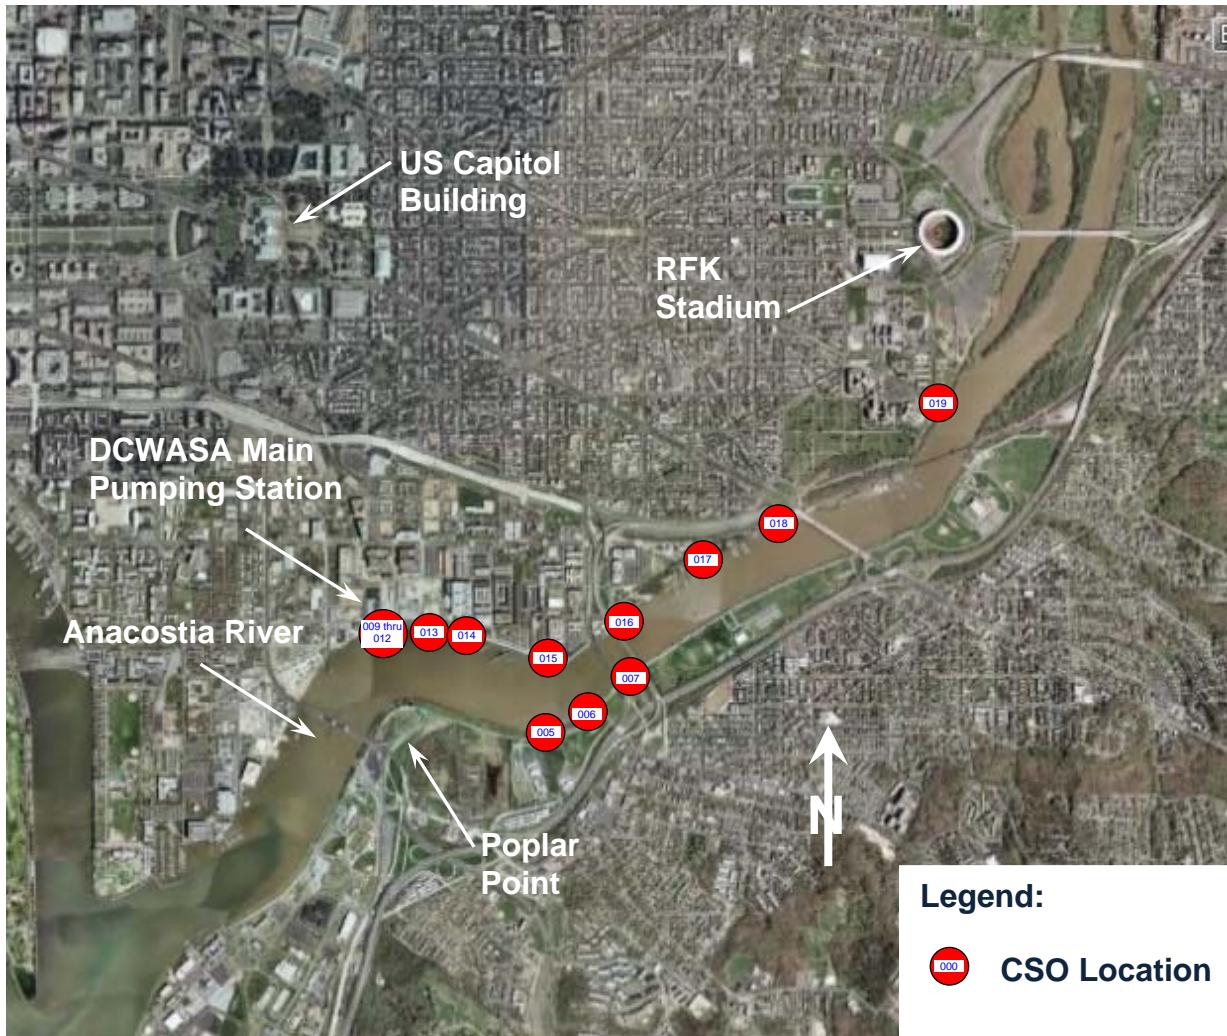 US Capitol
Building
RFK
Stadium
019
DCWASA Main
Pumping Station
018
017
Anacostia River
009 thru
012
013
014
016
015
007
006
005
N
Poplar
Point
Legend:
000
CSO Location